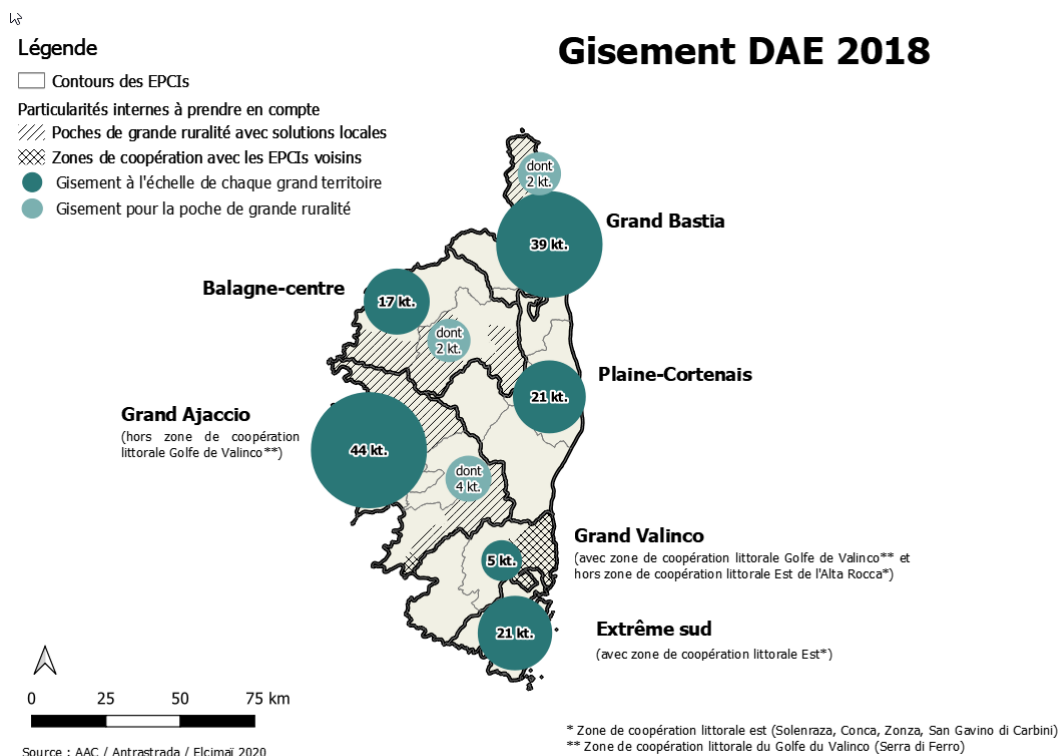 Gisement DAE 2018
Légende
Contours des EPCIs
Particularités internes à prendre en compte
Poches de grande ruralité avec solutions locales
Zones de coopération avec les EPCIs voisins
Gisement à l'échelle de chaque grand territoire
Gisement pour la poche de grande ruralité
dont
2 kt.
Grand Bastia
39 kt.
Balagne-centre
17 kt.
dont
2 kt.
Plaine-Cortenais
21 kt.
Grand Ajaccio
(hors zone de coopération
littorale Golfe de Valinco**)
44 kt.
dont
4 kt.
Grand Valinco
(avec zone de coopération littorale Golfe de Valinco** et
hors zone de coopération littorale Est de l'Alta Rocca*)
5 kt.
Extrême sud
(avec zone de coopération littorale Est*)
21 kt.
0 25 50 75 km
* Zone de coopération littorale est (Solenraza, Conca, Zonza, San Gavino di Carbini)
** Zone de coopération littorale du Golfe du Valinco (Serra di Ferro)
Source : AAC / Antrastrada / Elcimaï 2020